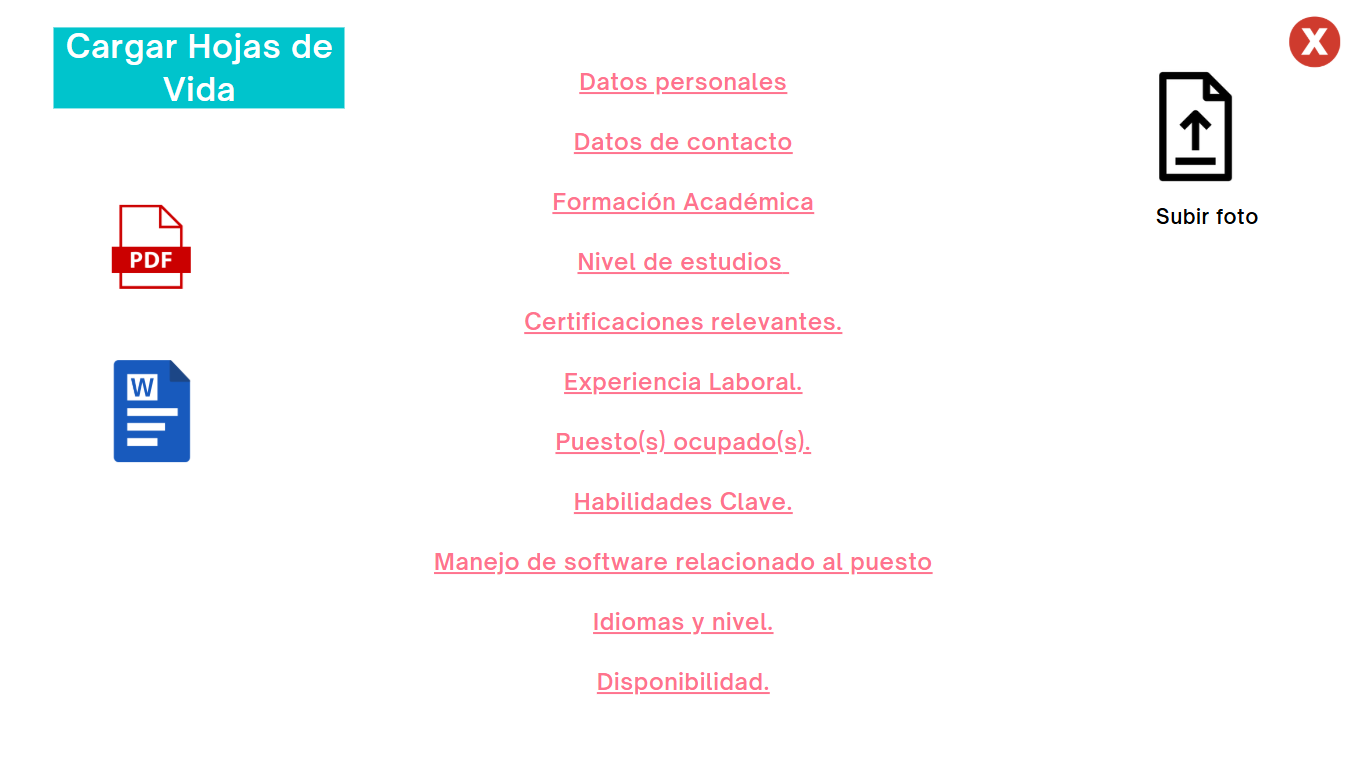 Cargar Hojas de
Vida
X
Datos personales
Datos de contacto
Formación Académica
Subir foto
Nivel de estudios
PDF
Certificaciones relevantes.
Experiencia Laboral.
W
Puesto(s) ocupado(s).
Habilidades Clave.
Manejo de software relacionado al puesto
Idiomas y nivel.
Disponibilidad.